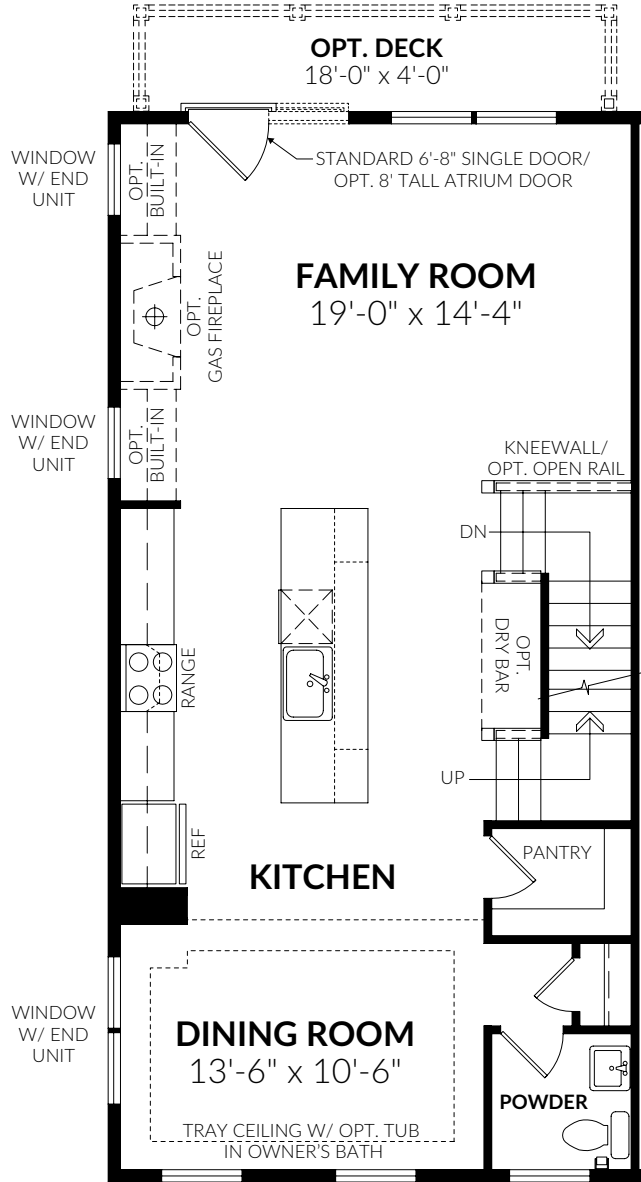 OPT. DECK
18'-0" x 4'-0"
WINDOW
W/ END
UNIT
OPT.
BUILT-IN
STANDARD 6'-8" SINGLE DOOR/
OPT. 8' TALL ATRIUM DOOR
FAMILY ROOM
19'-0" x 14'-4"
OPT.
GAS FIREPLACE
WINDOW
W/ END
UNIT
OPT.
BUILT-IN
KNEEWALL/
OPT. OPEN RAIL
DN
OPT.
DRY BAR
RANGE
UP
REF
PANTRY
KITCHEN
WINDOW
W/ END
UNIT
DINING ROOM
13'-6" x 10'-6"
POWDER
TRAY CEILING W/ OPT. TUB
IN OWNER'S BATH